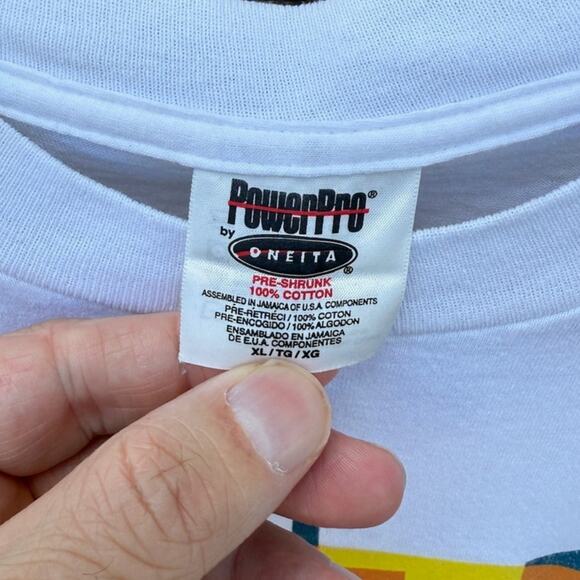 PowerPro®
by ONEITA®
PRE-SHRUNK
100% COTTON
ASSEMBLED IN JAMAICA OF U.S.A. COMPONENTS
PRE-RETRÉCI / 100% COTON
PRE-ENCOGIDO / 100% ALGODON
ENSAMBLADO EN JAMAICA
DE E.U.A. COMPONENTES
XL / TG / XG